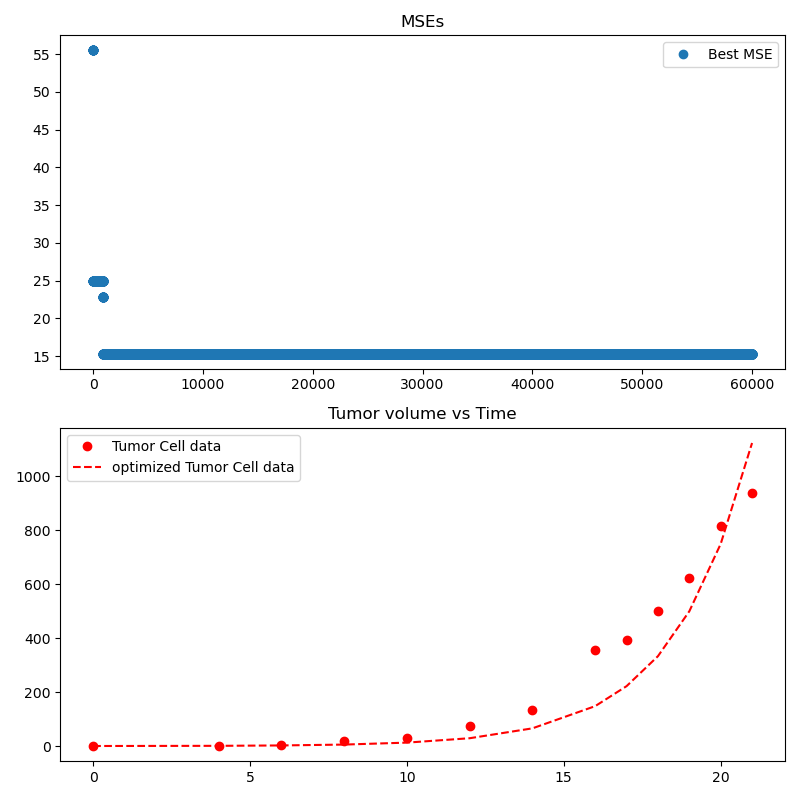 MSEs
Best MSE
55
50
45
40
35
30
25
20
15
0 10000 20000 30000 40000 50000 60000
Tumor volume vs Time
Tumor Cell data
optimized Tumor Cell data
1000
800
600
400
200
0
0 5 10 15 20